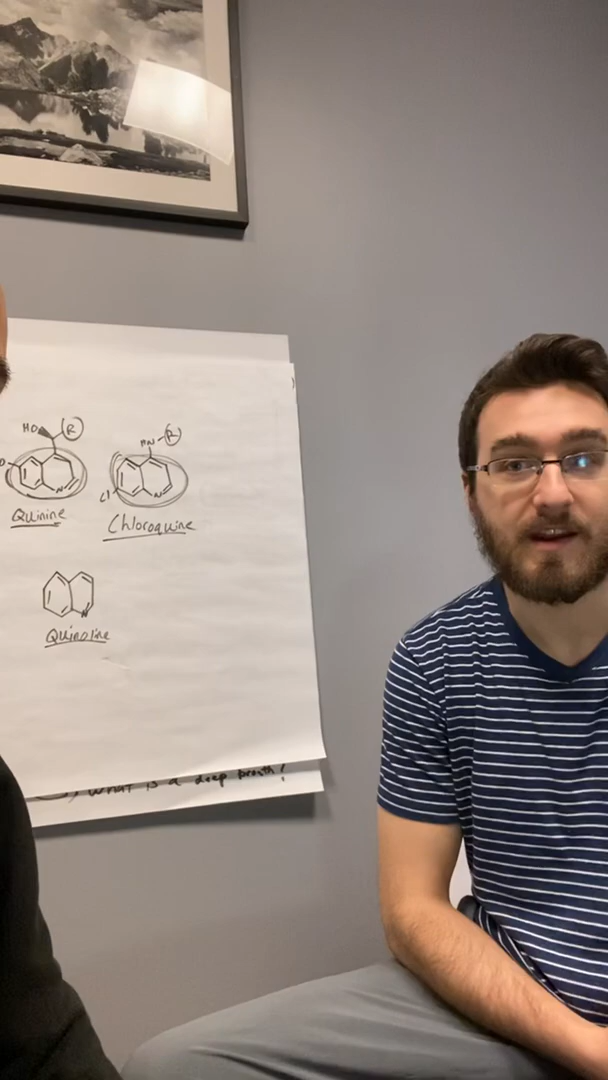 HO R
HN-R
O
N
Cl N
Quinine
Chloroquine
N
Quinoline
What is a deep breath?